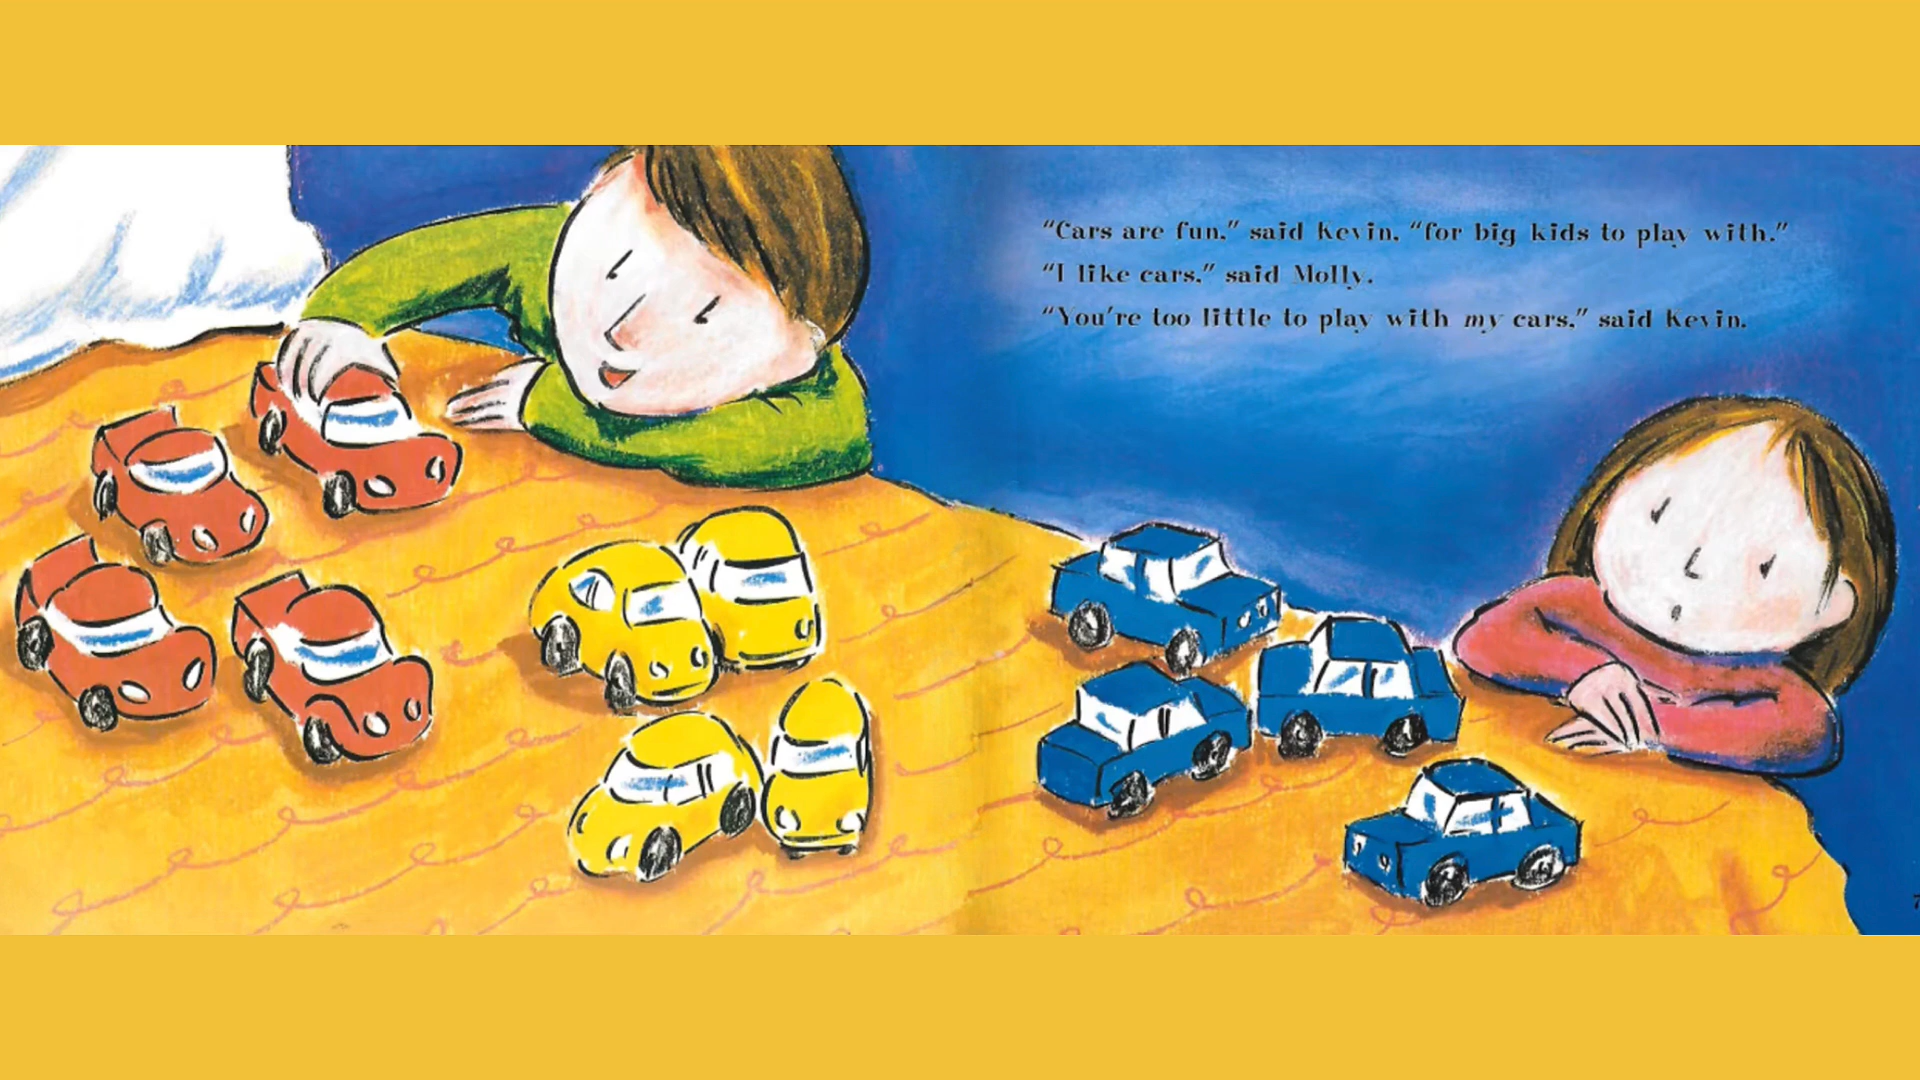 “Cars are fun,” said Kevin, “for big kids to play with.”
“I like cars,” said Molly.
“You’re too little to play with my cars,” said Kevin.
7